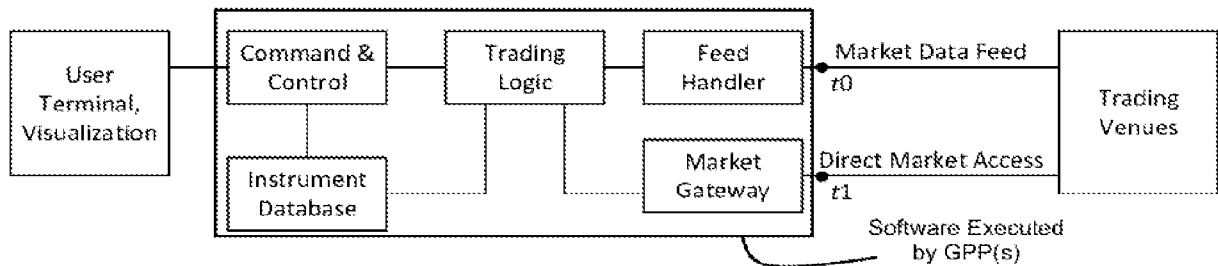 User
Terminal,
Visualization
Command &
Control
Trading
Logic
Feed
Handler
Instrument
Database
Market
Gateway
Market Data Feed
t0
Direct Market Access
t1
Trading
Venues
Software Executed
by GPP(s)